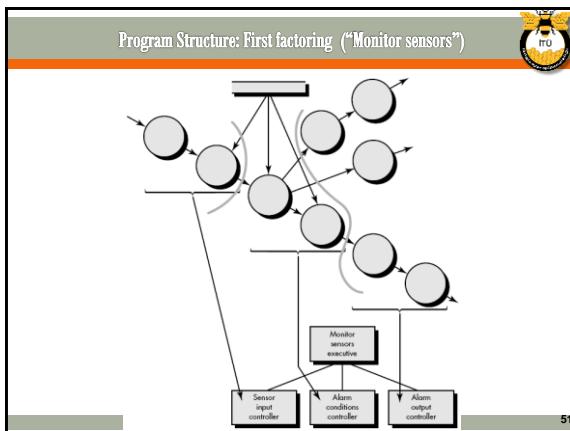 Program Structure: First factoring ("Monitor sensors")
İTÜ
Monitor
sensors
executive
Sensor
input
controller
Alarm
conditions
controller
Alarm
output
controller
51